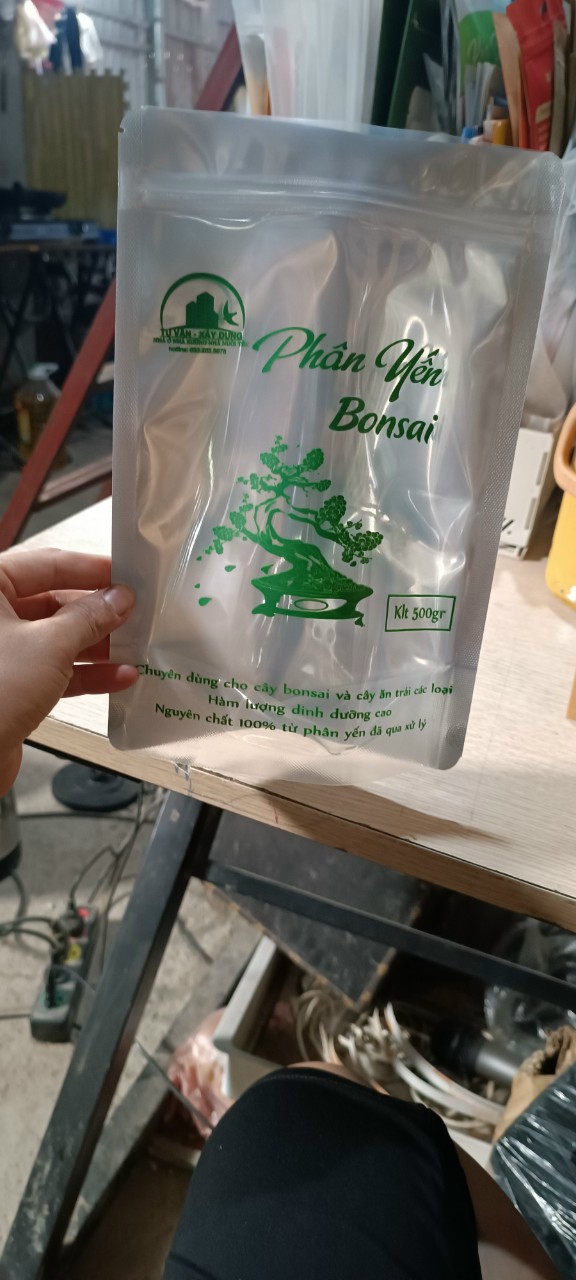 TƯ VẤN - XÂY DỰNG
Phân Yến
Bonsai
Klt 500gr
Chuyên dùng cho cây bonsai và cây ăn trái các loại
Hàm lượng dinh dưỡng cao
Nguyên chất 100% từ phân yến đã qua xử lý